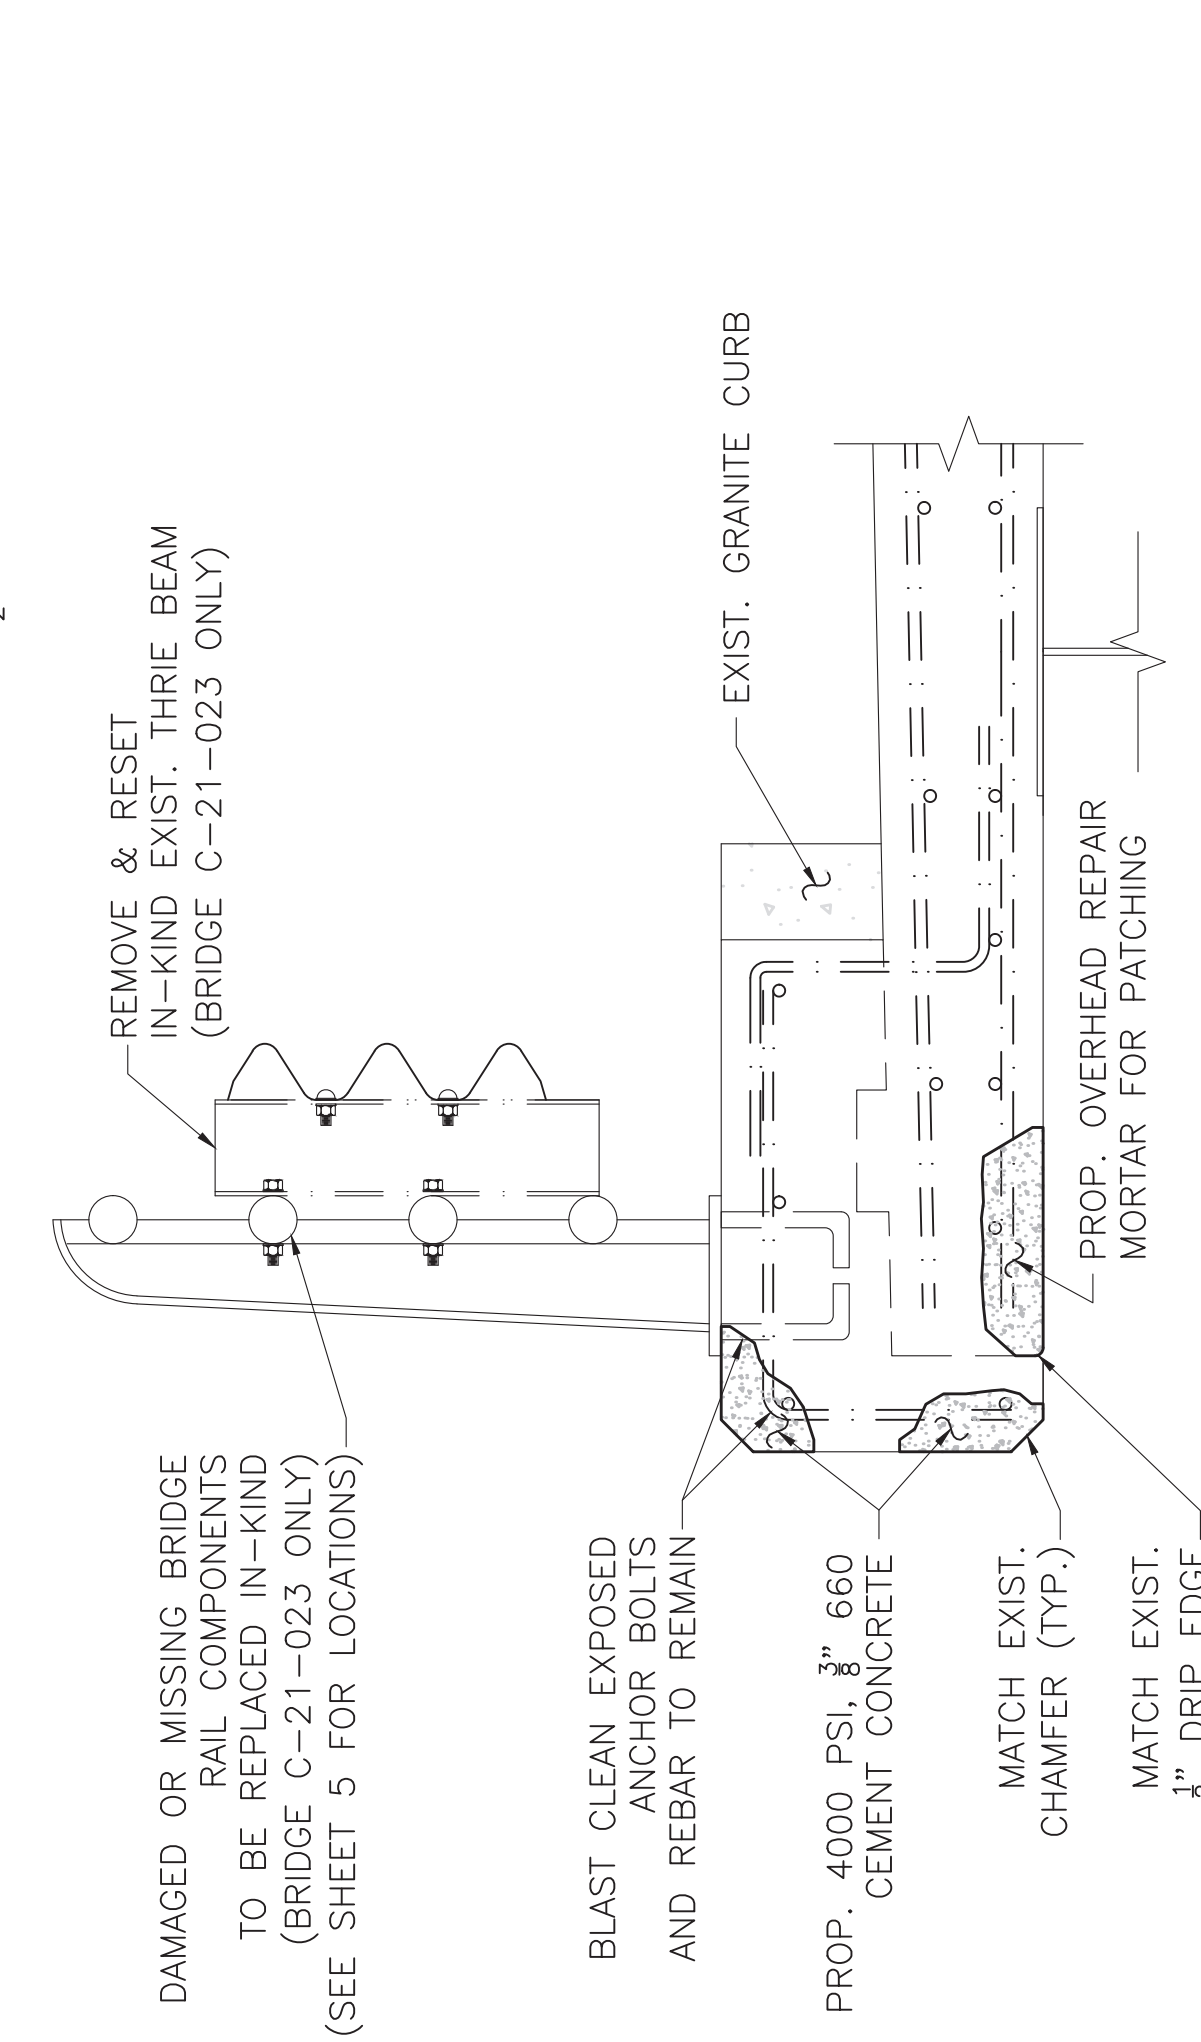 REMOVE & RESET
IN-KIND EXIST. THRIE BEAM
(BRIDGE C-21-023 ONLY)
DAMAGED OR MISSING BRIDGE
RAIL COMPONENTS
TO BE REPLACED IN-KIND
(BRIDGE C-21-023 ONLY)
(SEE SHEET 5 FOR LOCATIONS)
EXIST. GRANITE CURB
BLAST CLEAN EXPOSED
ANCHOR BOLTS
AND REBAR TO REMAIN
PROP. 4000 PSI, 3/8" 660
CEMENT CONCRETE
MATCH EXIST.
CHAMFER (TYP.)
PROP. OVERHEAD REPAIR
MORTAR FOR PATCHING
MATCH EXIST.
DRIP EDGE